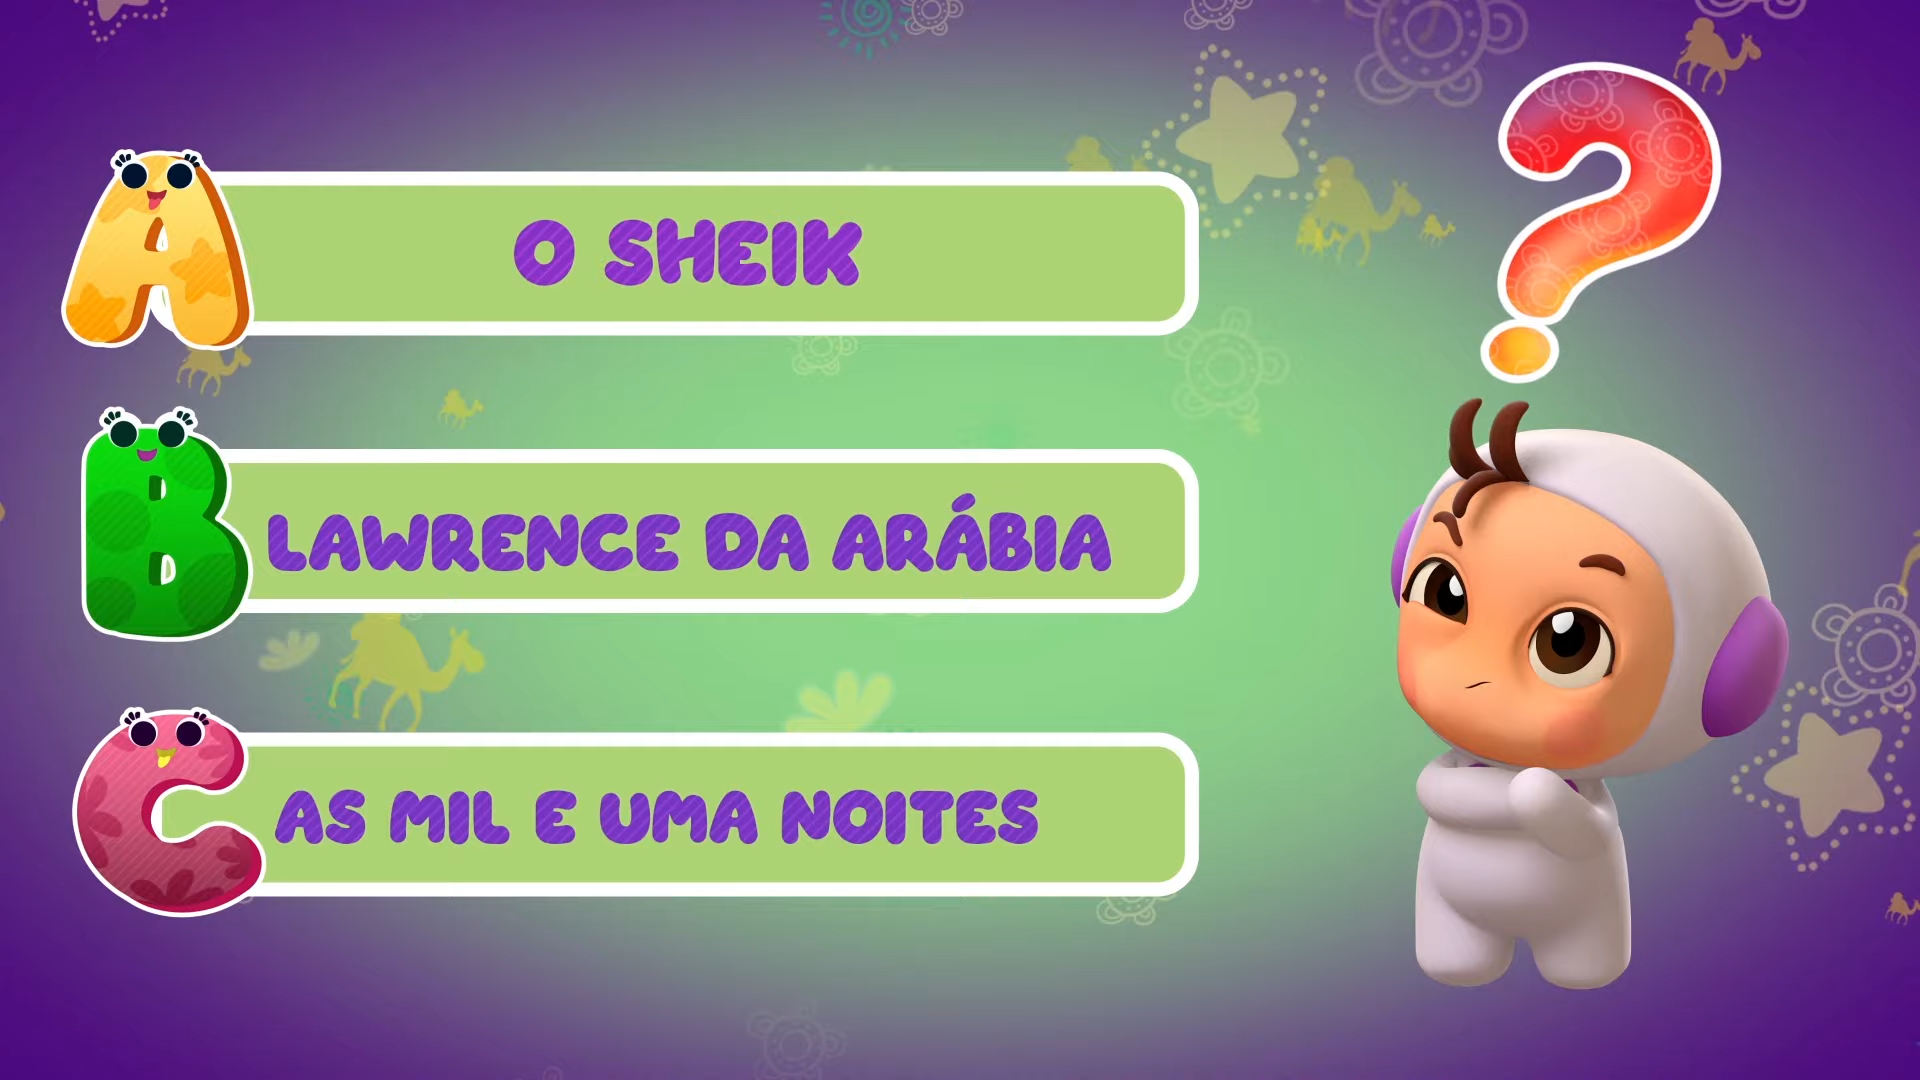 A
O SHEIK
B
LAWRENCE DA ARÁBIA
C
AS MIL E UMA NOITES
?